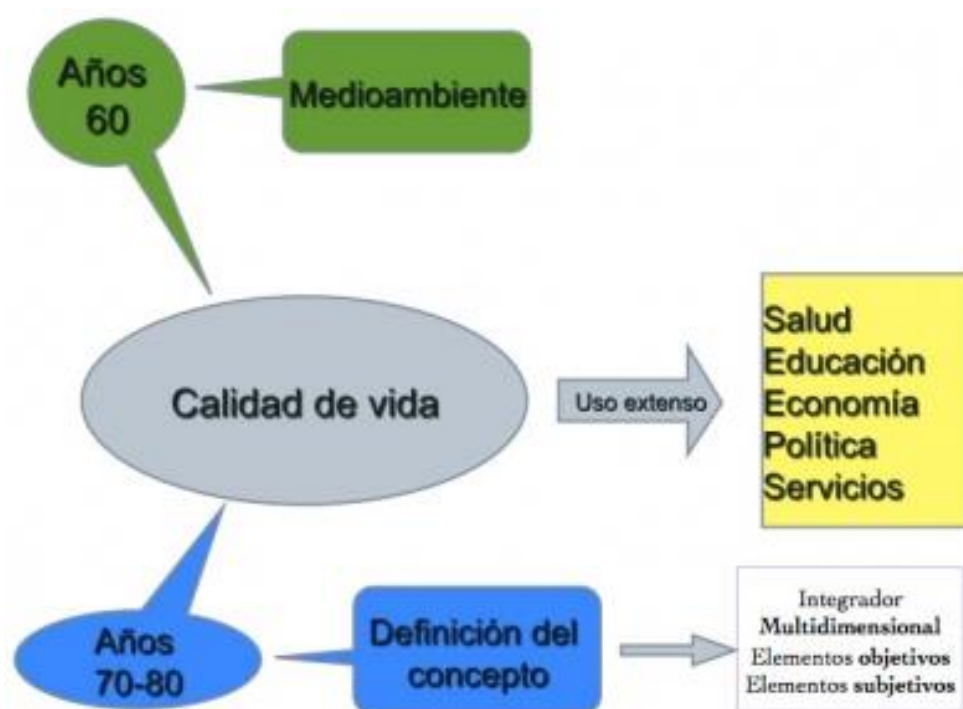 Años
60
Medioambiente
Calidad de vida
Uso extenso
Salud
Educación
Economía
Política
Servicios
Años
70-80
Definición del
concepto
Integrador
Multidimensional
Elementos objetivos
Elementos subjetivos